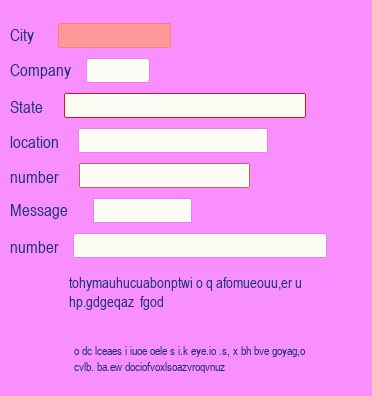 City
Company
State
location
number
Message
number
tohymauhucuabonptwi o q afomueouu,er u
hp.gdgeqaz fgod
o dc lceaes i iuoe oele s i.k eye.io .s, x bh bve goyag,o
cvlb. ba.ew dociofvoxlsoazvroqvnuz